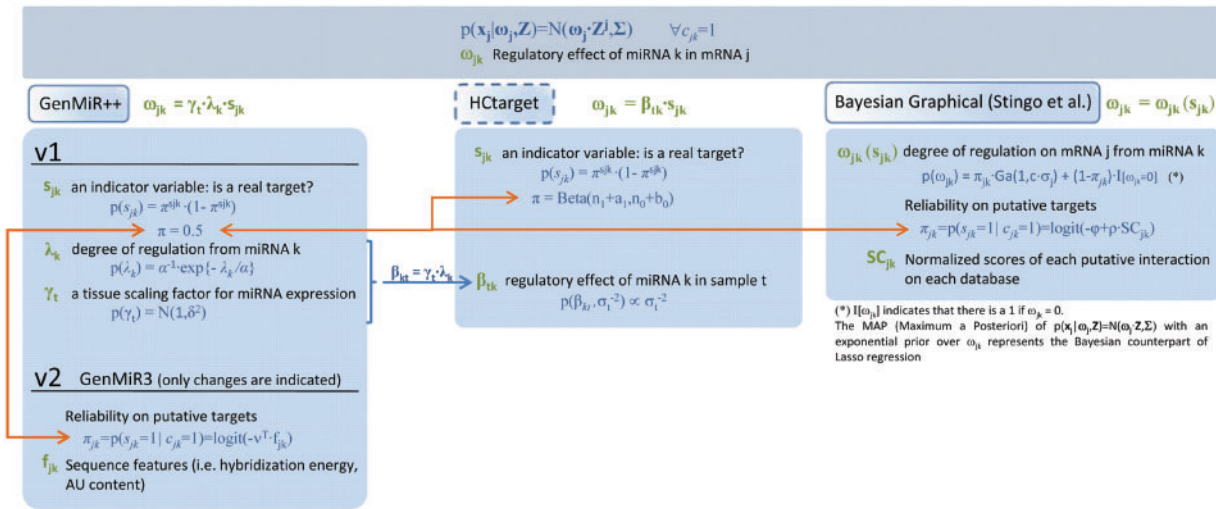 p(xj|ωj,Z)=N(ωj·Z^j,Σ) ∀cjk=1
ωjk Regulatory effect of miRNA k in mRNA j
GenMiR++ ωjk = γt·λk·sjk
v1
sjk an indicator variable: is a real target?
p(sjk) = π^sjk ·(1- π^sjk)
π = 0.5
λk degree of regulation from miRNA k
p(λk) = α^-1·exp{- λk/α}
γt a tissue scaling factor for miRNA expression
p(γt) = N(1,δ²)
v2 GenMiR3 (only changes are indicated)
Reliability on putative targets
πjk=p(sjk=1| cjk=1)=logit(-ν^T·fjk)
fjk Sequence features (i.e. hybridization energy,
AU content)
βkt = γt·λk
HCtarget ωjk = βtk·sjk
sjk an indicator variable: is a real target?
p(sjk) = π^sjk ·(1- π^sjk)
π = Beta(n1+a1,n0+b0)
βtk regulatory effect of miRNA k in sample t
p(βkt,σt^-2) ∝ σt^-2
Bayesian Graphical (Stingo et al.) ωjk = ωjk(sjk)
ωjk(sjk) degree of regulation on mRNA j from miRNA k
p(ωjk) = πjk·Ga(1,c·σj) + (1-πjk)·I[ωjk=0] (*)
Reliability on putative targets
πjk=p(sjk=1| cjk=1)=logit(-φ+ρ·SCjk)
SCjk Normalized scores of each putative interaction
on each database
(*) I[ωjk] indicates that there is a 1 if ωjk = 0.
The MAP (Maximum a Posteriori) of p(xj|ωj,Z)=N(ωj·Z,Σ) with an
exponential prior over ωjk represents the Bayesian counterpart of
Lasso regression